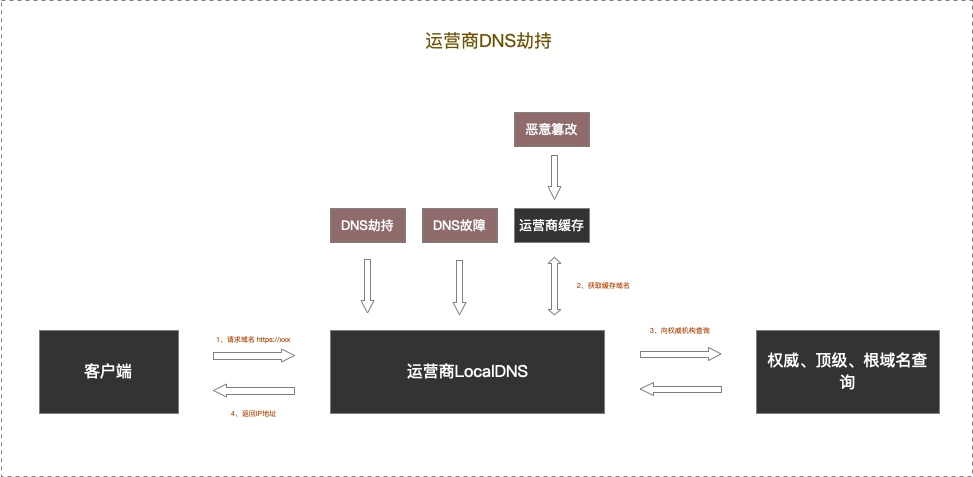 运营商DNS劫持
恶意篡改
DNS劫持
DNS故障
运营商缓存
2、获取缓存域名
1、请求域名 https://xxx
3、向权威机构查询
客户端
运营商LocalDNS
权威、顶级、根域名查
询
4、返回IP地址